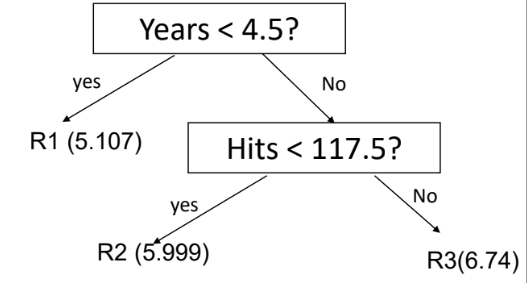 Years < 4.5?
yes
No
R1 (5.107)
Hits < 117.5?
yes
No
R2 (5.999)
R3(6.74)